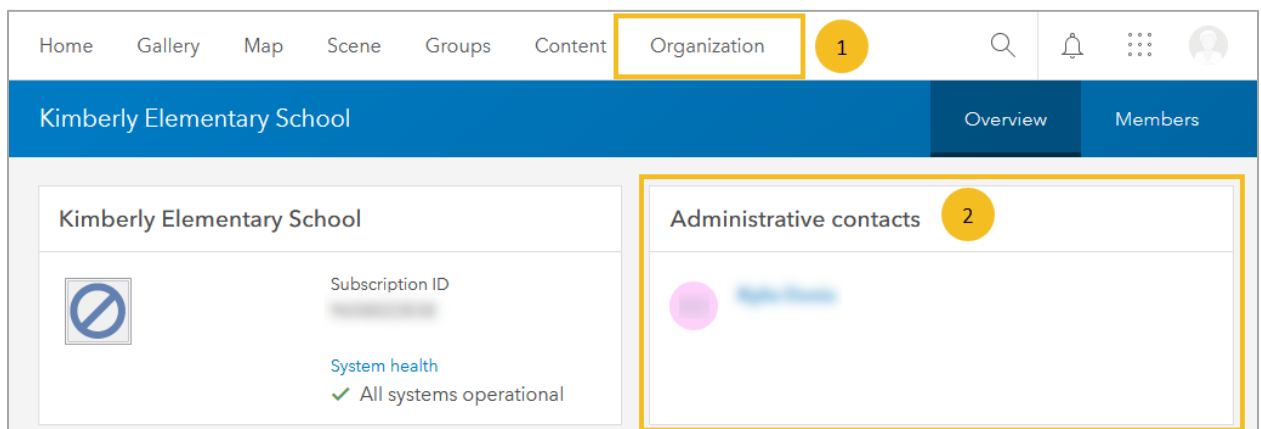 Home Gallery Map Scene Groups Content Organization 1
Kimberly Elementary School Overview Members
Kimberly Elementary School
Administrative contacts 2
Subscription ID
System health
All systems operational